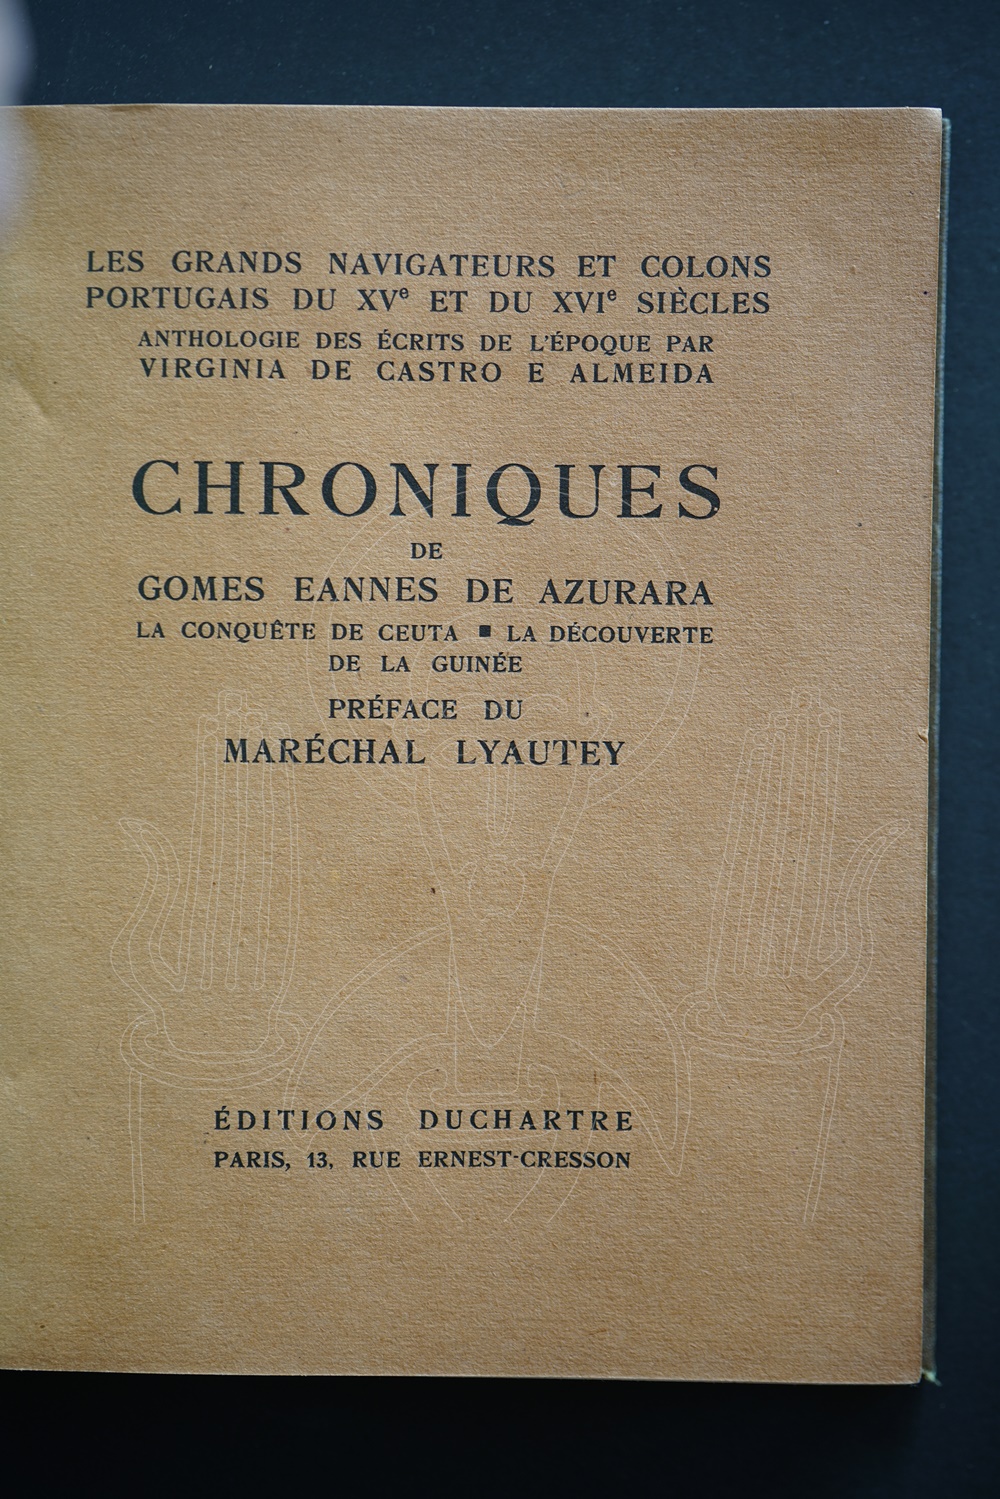 LES GRANDS NAVIGATEURS ET COLONS
PORTUGAIS DU XVe ET DU XVIe SIÈCLES
ANTHOLOGIE DES ÉCRITS DE L'ÉPOQUE PAR
VIRGINIA DE CASTRO E ALMEIDA
CHRONIQUES
DE
GOMES EANNES DE AZURARA
LA CONQUÊTE DE CEUTA ■ LA DÉCOUVERTE
DE LA GUINÉE
PRÉFACE DU
MARÉCHAL LYAUTEY
ÉDITIONS DUCHARTRE
PARIS, 13, RUE ERNEST-CRESSON